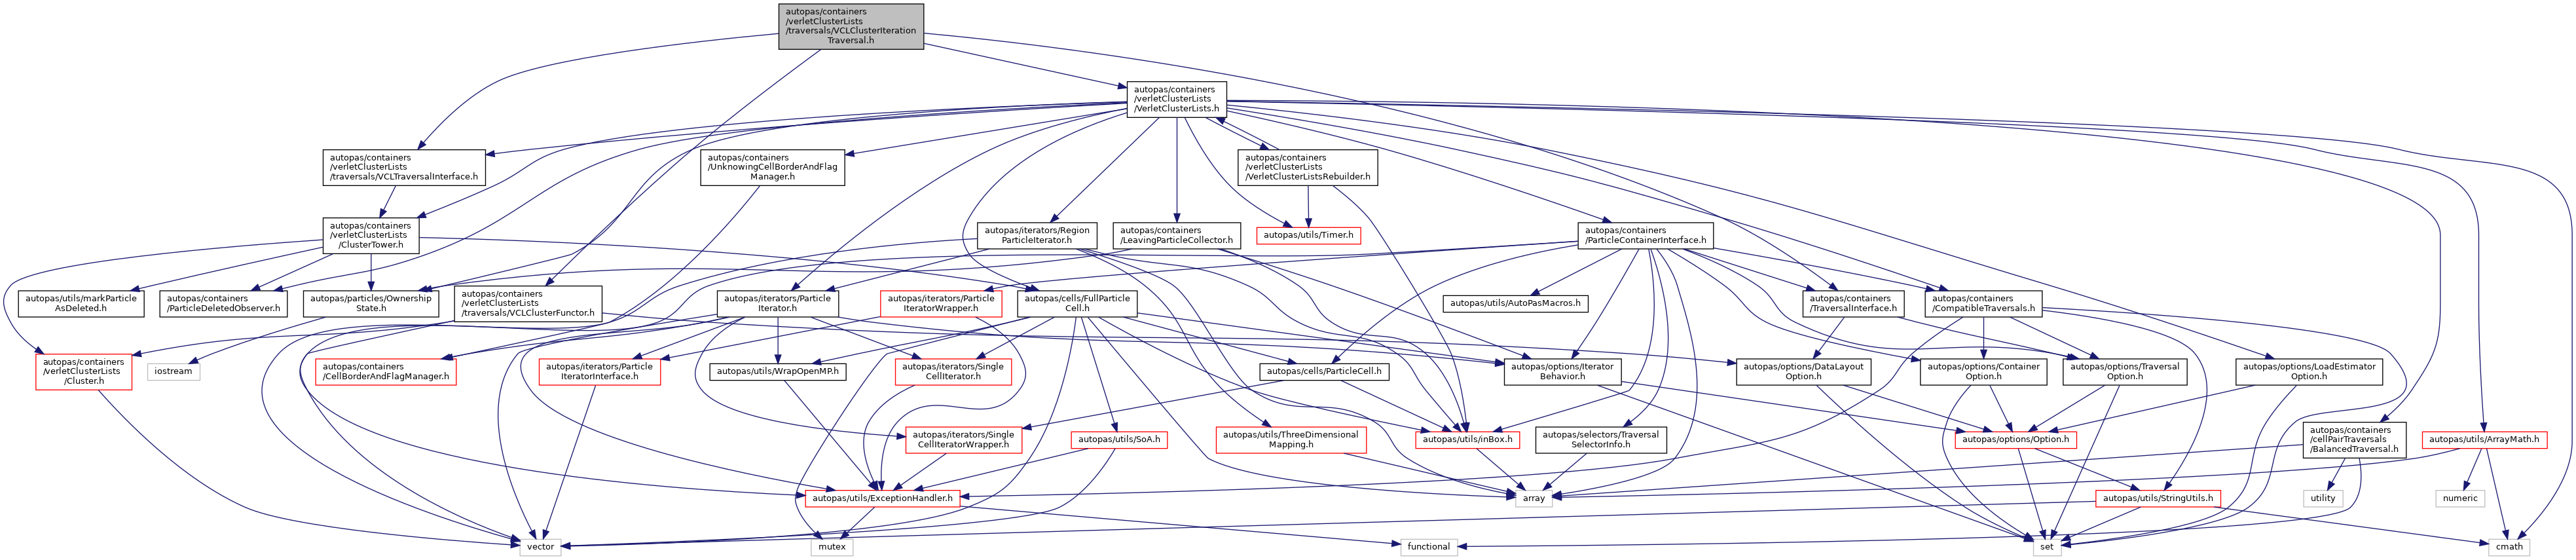 autopas/containers
/verletClusterLists
/traversals/VCLClusterIteration
Traversal.h
autopas/containers
/verletClusterLists
/VerletClusterLists.h
autopas/containers
/verletClusterLists
/traversals/VCLTraversalInterface.h
autopas/containers
/UnknowingCellBorderAndFlag
Manager.h
autopas/containers
/verletClusterLists
/VerletClusterListsRebuilder.h
autopas/containers
/verletClusterLists
/ClusterTower.h
autopas/iterators/Region
ParticleIterator.h
autopas/containers
/LeavingParticleCollector.h
autopas/utils/Timer.h
autopas/containers
/ParticleContainerInterface.h
autopas/utils/markParticle
AsDeleted.h
autopas/containers
/ParticleDeletedObserver.h
autopas/particles/Ownership
State.h
autopas/containers
/verletClusterLists
/traversals/VCLClusterFunctor.h
autopas/iterators/Particle
Iterator.h
autopas/iterators/Particle
IteratorWrapper.h
autopas/cells/FullParticle
Cell.h
autopas/utils/AutoPasMacros.h
autopas/containers
/TraversalInterface.h
autopas/containers
/CompatibleTraversals.h
autopas/containers
/verletClusterLists
/Cluster.h
iostream
autopas/containers
/CellBorderAndFlagManager.h
autopas/iterators/Particle
IteratorInterface.h
autopas/utils/WrapOpenMP.h
autopas/iterators/Single
CellIterator.h
autopas/cells/ParticleCell.h
autopas/options/Iterator
Behavior.h
autopas/options/DataLayout
Option.h
autopas/options/Container
Option.h
autopas/options/Traversal
Option.h
autopas/options/LoadEstimator
Option.h
autopas/iterators/Single
CellIteratorWrapper.h
autopas/utils/SoA.h
autopas/utils/ThreeDimensional
Mapping.h
autopas/utils/inBox.h
autopas/selectors/Traversal
SelectorInfo.h
autopas/options/Option.h
autopas/containers
/cellPairTraversals
/BalancedTraversal.h
autopas/utils/ArrayMath.h
autopas/utils/ExceptionHandler.h
array
autopas/utils/StringUtils.h
utility
numeric
vector
mutex
functional
set
cmath